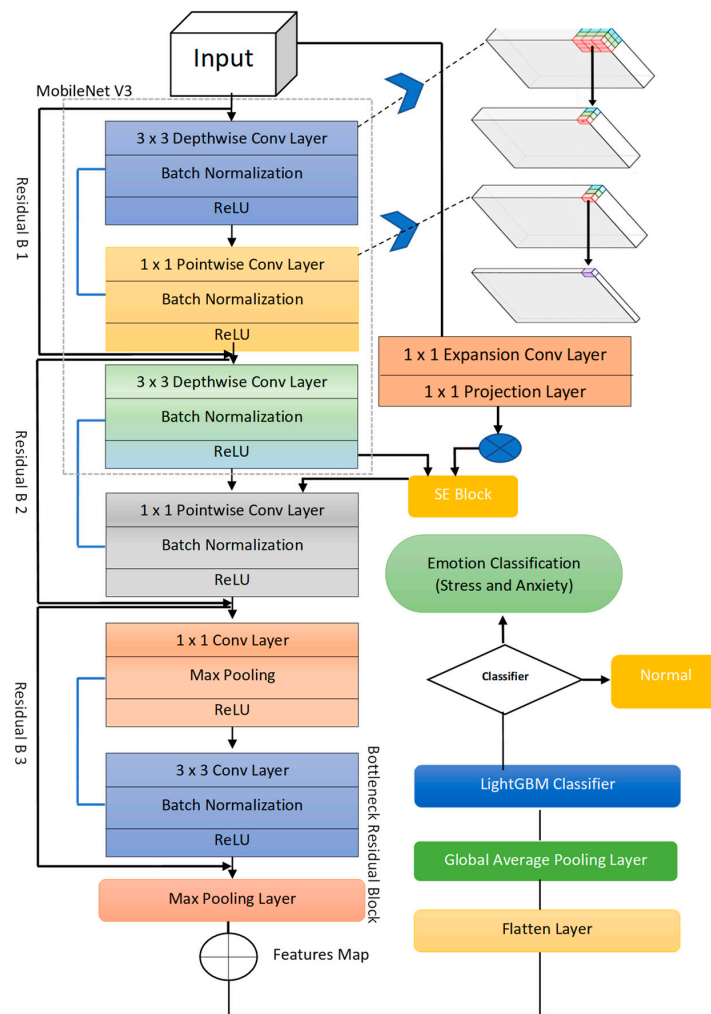 Input
MobileNet V3
3 x 3 Depthwise Conv Layer
Batch Normalization
ReLU
Residual B 1
1 x 1 Pointwise Conv Layer
Batch Normalization
ReLU
1 x 1 Expansion Conv Layer
1 x 1 Projection Layer
3 x 3 Depthwise Conv Layer
Batch Normalization
ReLU
Residual B 2
SE Block
1 x 1 Pointwise Conv Layer
Batch Normalization
ReLU
Emotion Classification
(Stress and Anxiety)
1 x 1 Conv Layer
Max Pooling
ReLU
Residual B 3
Classifier
Normal
3 x 3 Conv Layer
Batch Normalization
ReLU
Bottleneck Residual Block
LightGBM Classifier
Global Average Pooling Layer
Max Pooling Layer
Flatten Layer
Features Map